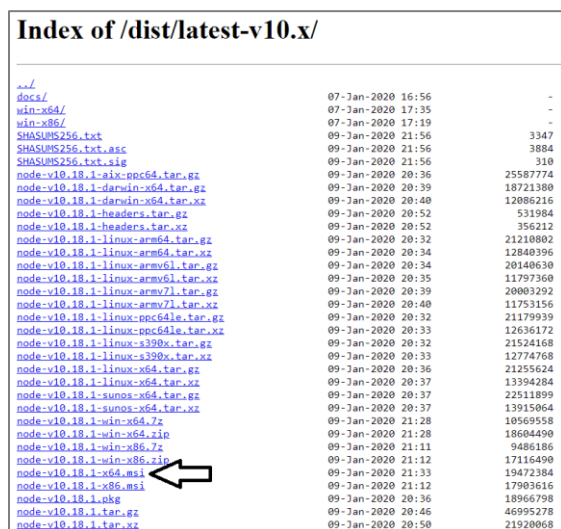 Index of /dist/latest-v10.x/
../
docs/ 07-Jan-2020 16:56 -
win-x64/ 07-Jan-2020 17:35 -
win-x86/ 07-Jan-2020 17:19 -
SHASUMS256.txt 09-Jan-2020 21:56 3347
SHASUMS256.txt.asc 09-Jan-2020 21:56 3884
SHASUMS256.txt.sig 09-Jan-2020 21:56 310
node-v10.18.1-aix-ppc64.tar.gz 09-Jan-2020 20:36 25587774
node-v10.18.1-darwin-x64.tar.gz 09-Jan-2020 20:39 18721380
node-v10.18.1-darwin-x64.tar.xz 09-Jan-2020 20:40 12086216
node-v10.18.1-headers.tar.gz 09-Jan-2020 20:52 531984
node-v10.18.1-headers.tar.xz 09-Jan-2020 20:52 356212
node-v10.18.1-linux-arm64.tar.gz 09-Jan-2020 20:32 21210802
node-v10.18.1-linux-arm64.tar.xz 09-Jan-2020 20:34 12840396
node-v10.18.1-linux-armv6l.tar.gz 09-Jan-2020 20:34 20140630
node-v10.18.1-linux-armv6l.tar.xz 09-Jan-2020 20:35 11797360
node-v10.18.1-linux-armv7l.tar.gz 09-Jan-2020 20:39 20003292
node-v10.18.1-linux-armv7l.tar.xz 09-Jan-2020 20:40 11753156
node-v10.18.1-linux-ppc64le.tar.gz 09-Jan-2020 20:32 21179939
node-v10.18.1-linux-ppc64le.tar.xz 09-Jan-2020 20:33 12636172
node-v10.18.1-linux-s390x.tar.gz 09-Jan-2020 20:32 21524168
node-v10.18.1-linux-s390x.tar.xz 09-Jan-2020 20:33 12774768
node-v10.18.1-linux-x64.tar.gz 09-Jan-2020 20:36 21255624
node-v10.18.1-linux-x64.tar.xz 09-Jan-2020 20:37 13394284
node-v10.18.1-sunos-x64.tar.gz 09-Jan-2020 20:37 22511899
node-v10.18.1-sunos-x64.tar.xz 09-Jan-2020 20:37 13915064
node-v10.18.1-win-x64.7z 09-Jan-2020 21:28 10569558
node-v10.18.1-win-x64.zip 09-Jan-2020 21:28 18604490
node-v10.18.1-win-x86.7z 09-Jan-2020 21:11 9486186
node-v10.18.1-win-x86.zip 09-Jan-2020 21:12 17116490
node-v10.18.1-x64.msi 09-Jan-2020 21:33 19472384
node-v10.18.1-x86.msi 09-Jan-2020 21:12 17903616
node-v10.18.1.pkg 09-Jan-2020 20:36 18966798
node-v10.18.1.tar.gz 09-Jan-2020 20:46 46995278
node-v10.18.1.tar.xz 09-Jan-2020 20:50 21920068